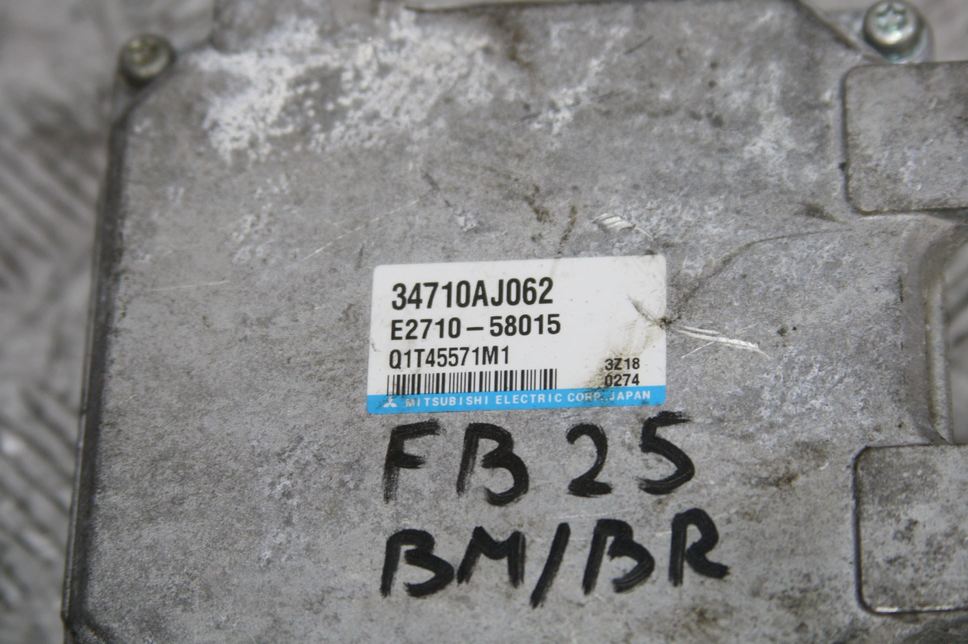 34710AJ062
E2710-58015
Q1T45571M1
3Z18
0274
MITSUBISHI ELECTRIC CORP. JAPAN
FB25
BM/BR